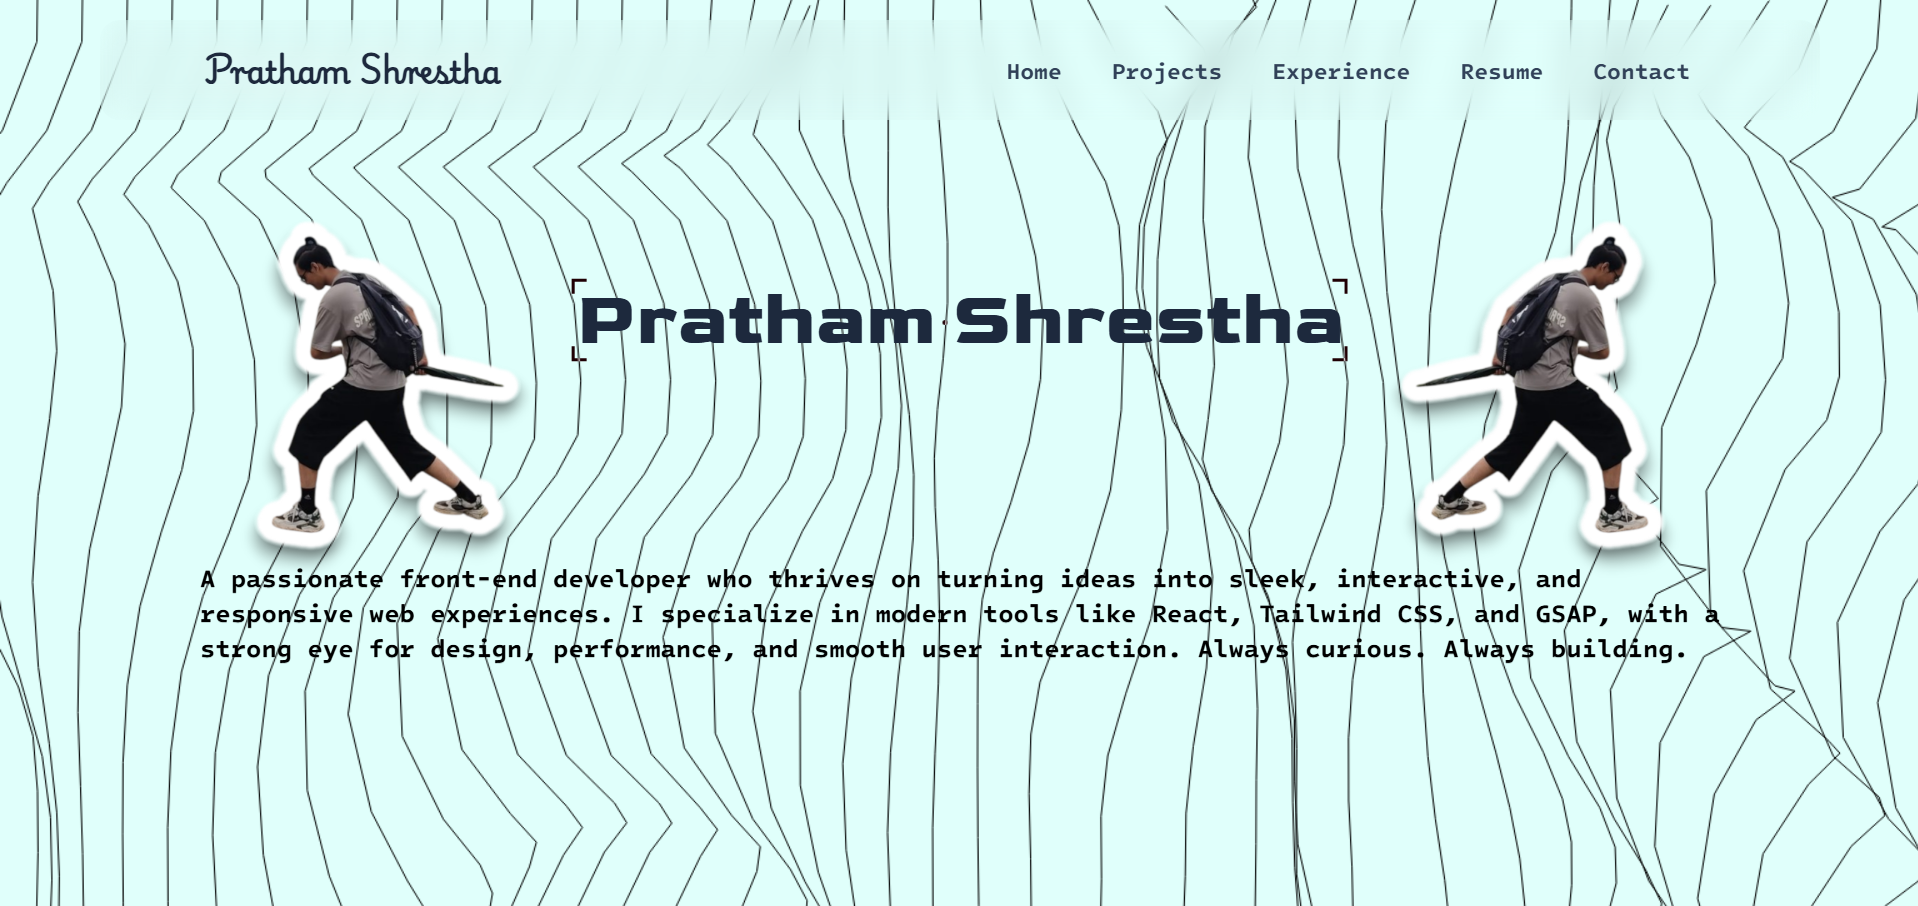 Pratham Shrestha
Home Projects Experience Resume Contact
Pratham Shrestha
A passionate front-end developer who thrives on turning ideas into sleek, interactive, and
responsive web experiences. I specialize in modern tools like React, Tailwind CSS, and GSAP, with a
strong eye for design, performance, and smooth user interaction. Always curious. Always building.